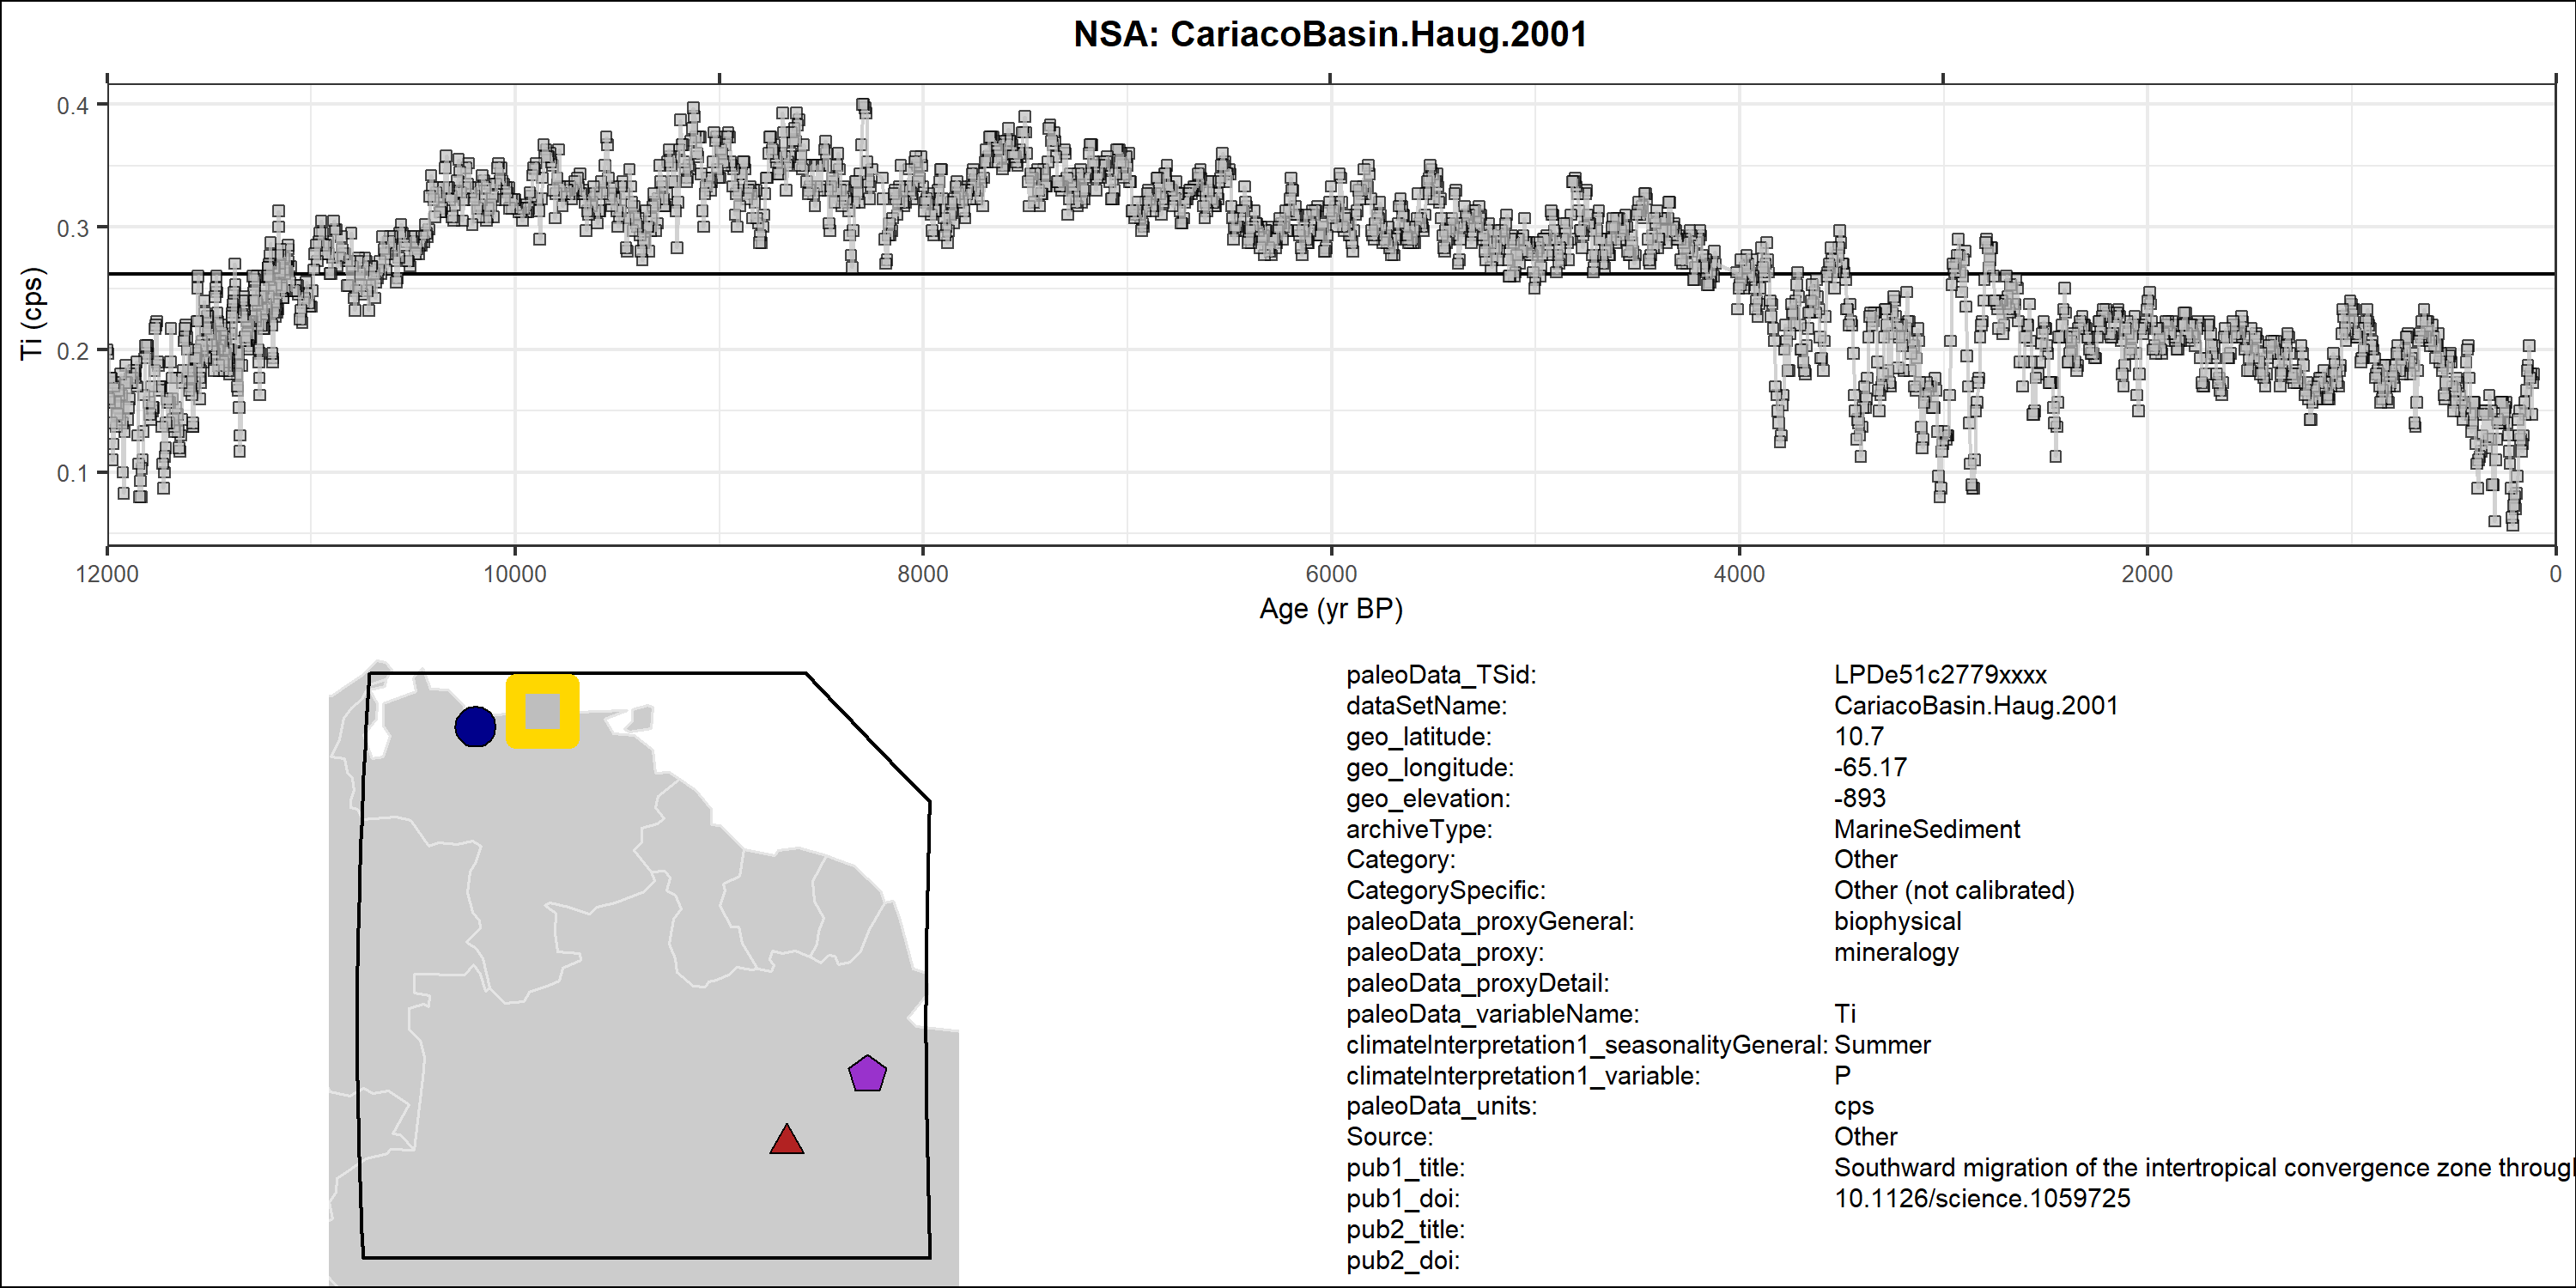 NSA: CariacoBasin.Haug.2001
0.4
0.3
0.2
0.1
Ti (cps)
12000 10000 8000 6000 4000 2000 0
Age (yr BP)
paleoData_TSid: LPDe51c2779xxxx
dataSetName: CariacoBasin.Haug.2001
geo_latitude: 10.7
geo_longitude: -65.17
geo_elevation: -893
archiveType: MarineSediment
Category: Other
CategorySpecific: Other (not calibrated)
paleoData_proxyGeneral: biophysical
paleoData_proxy: mineralogy
paleoData_proxyDetail:
paleoData_variableName: Ti
climateInterpretation1_seasonalityGeneral: Summer
climateInterpretation1_variable: P
paleoData_units: cps
Source: Other
pub1_title: Southward migration of the intertropical convergence zone throug
pub1_doi: 10.1126/science.1059725
pub2_title:
pub2_doi: